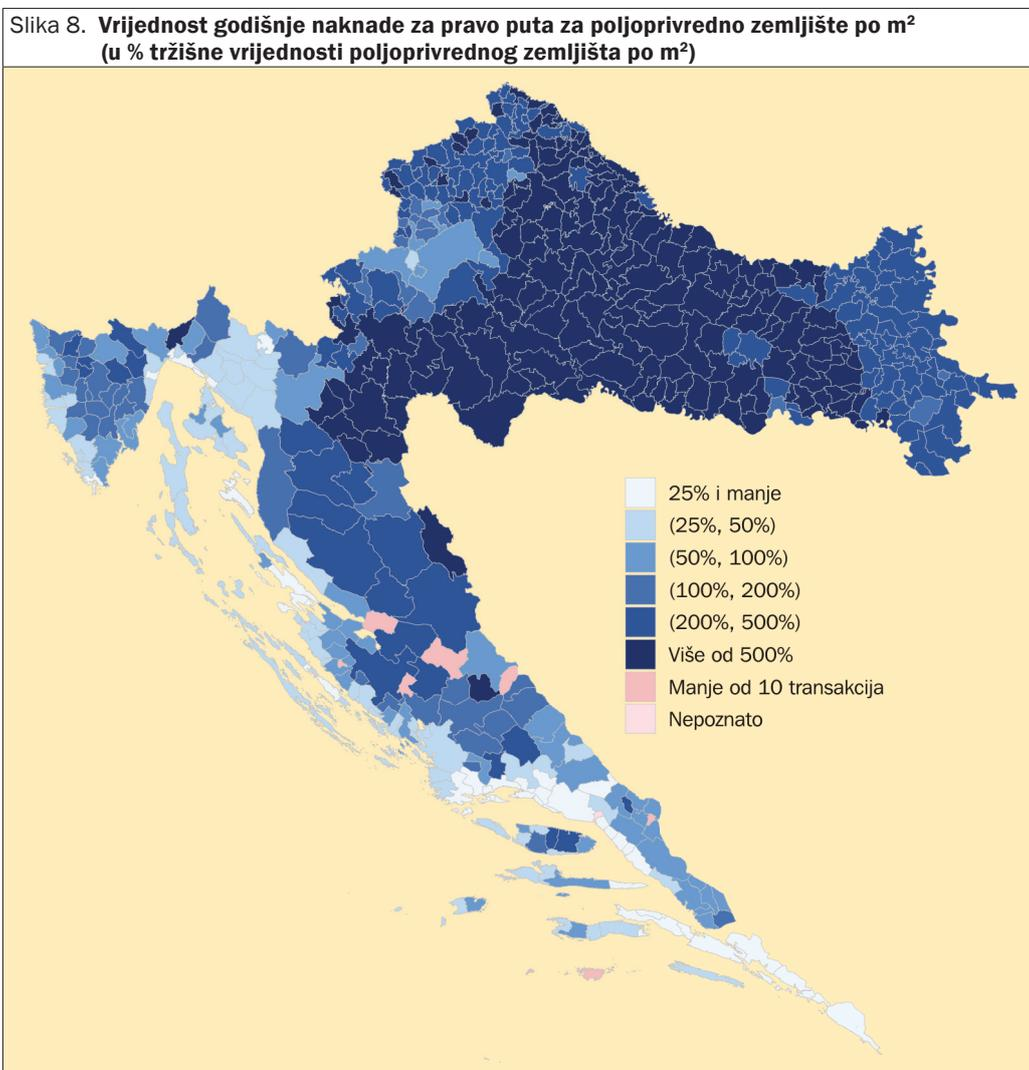 Slika 8. Vrijednost godišnje naknade za pravo puta za poljoprivredno zemljište po m²
(u % tržišne vrijednosti poljoprivrednog zemljišta po m²)
25% i manje
(25%, 50%)
(50%, 100%)
(100%, 200%)
(200%, 500%)
Više od 500%
Manje od 10 transakcija
Nepoznato